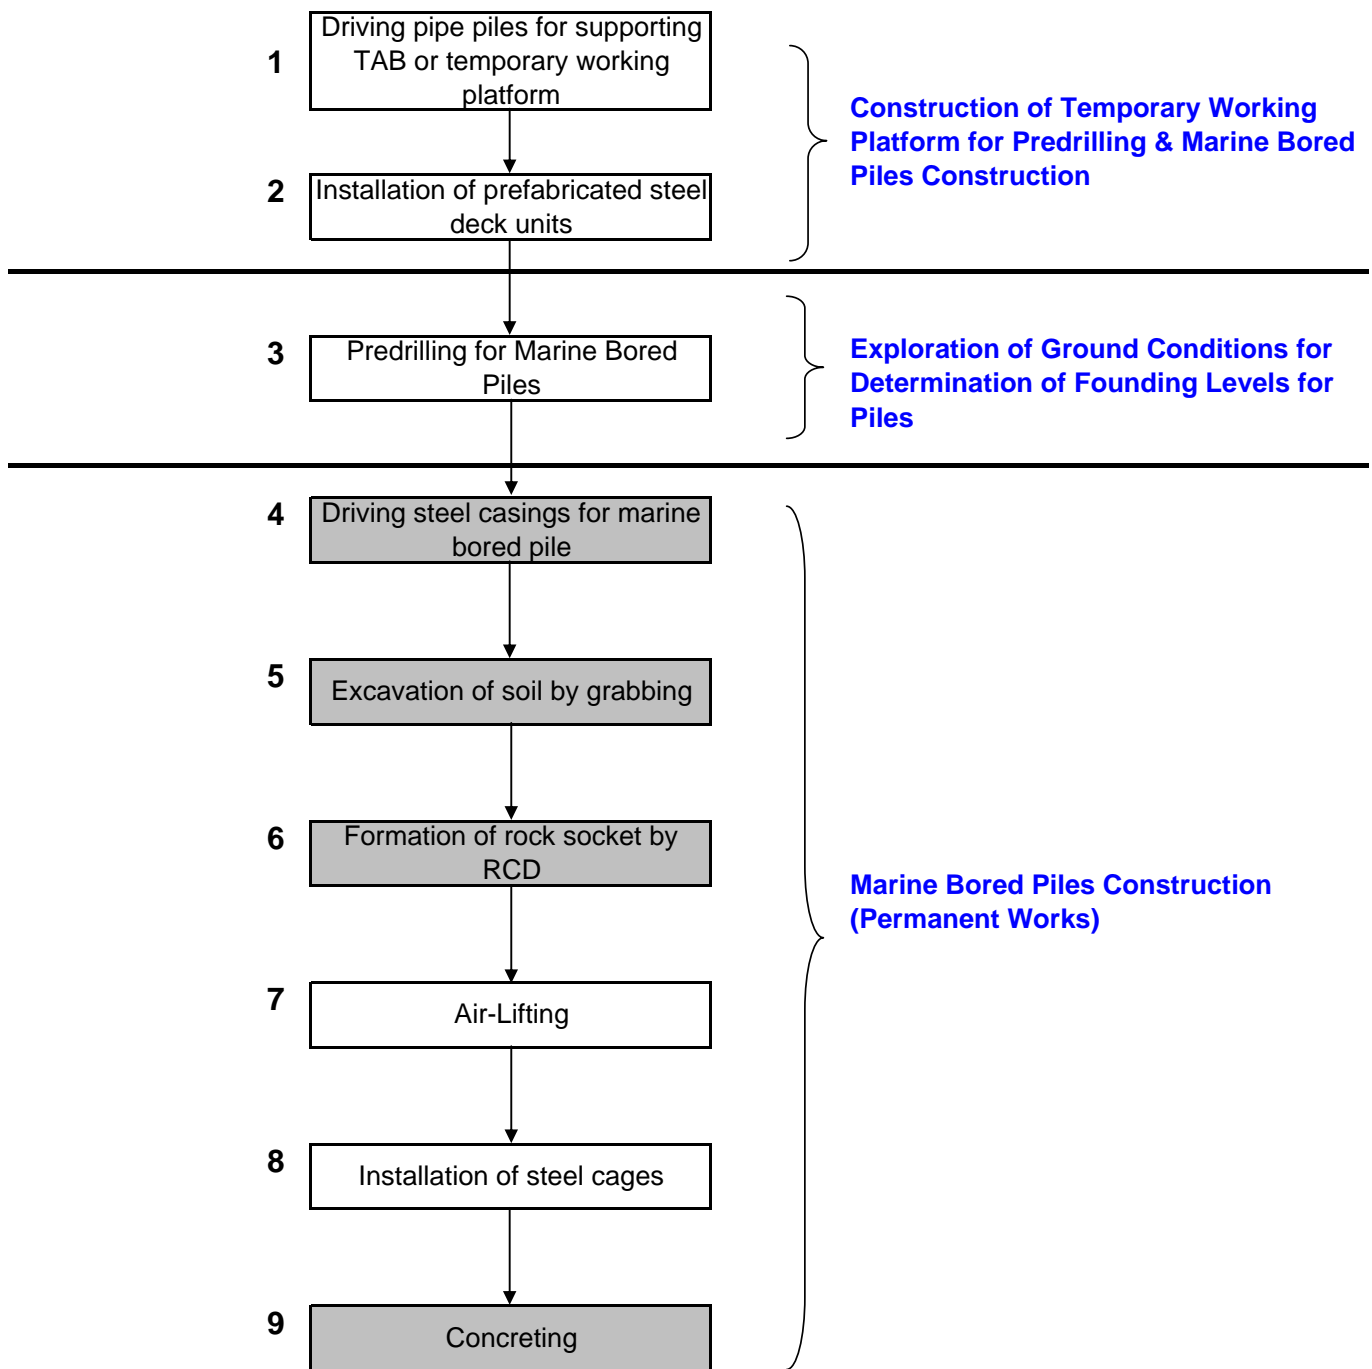 1
Driving pipe piles for supporting
TAB or temporary working
platform
Construction of Temporary Working
Platform for Predrilling & Marine Bored
Piles Construction
2
Installation of prefabricated steel
deck units
3
Predrilling for Marine Bored
Piles
Exploration of Ground Conditions for
Determination of Founding Levels for
Piles
4
Driving steel casings for marine
bored pile
5
Excavation of soil by grabbing
6
Formation of rock socket by
RCD
Marine Bored Piles Construction
(Permanent Works)
7
Air-Lifting
8
Installation of steel cages
9
Concreting